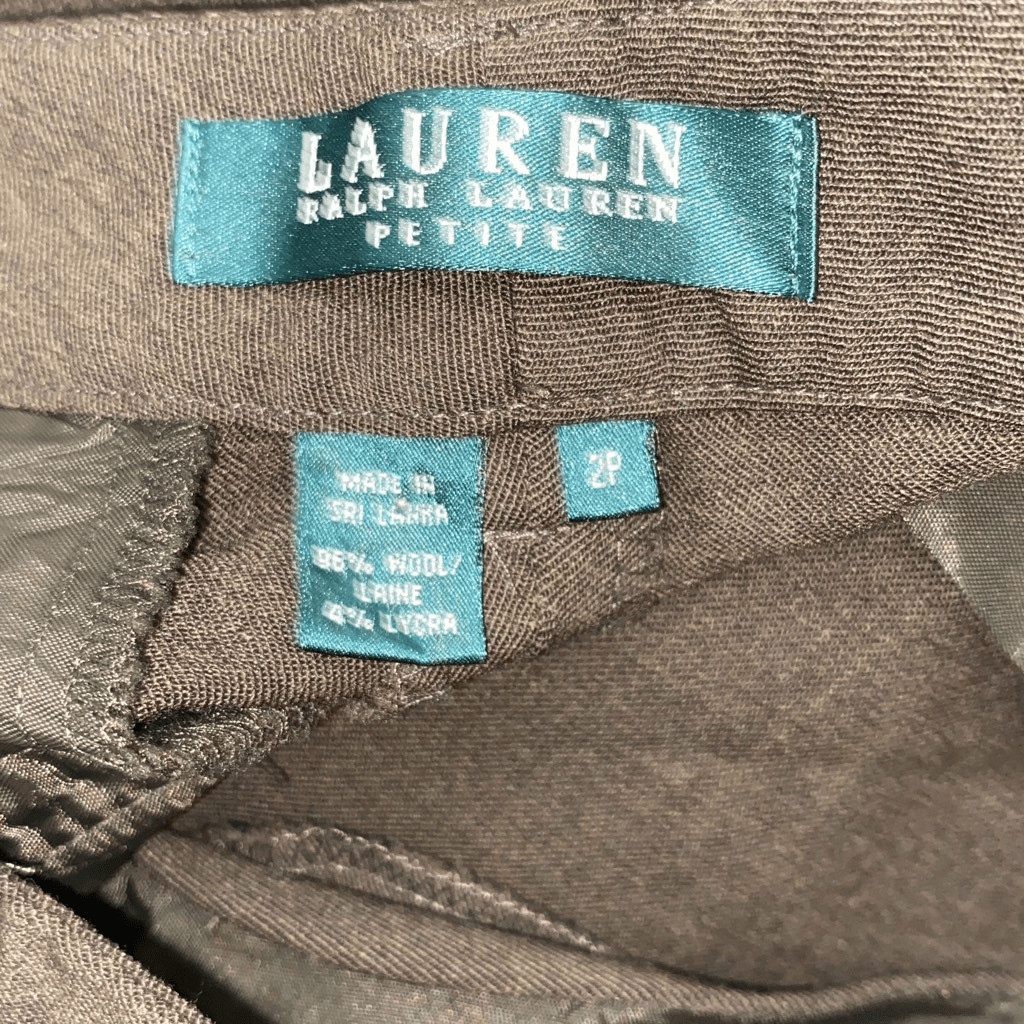 LAUREN
RALPH LAUREN
PETITE
MADE IN
SRI LANKA
96% WOOL/
LAINE
4% LYCRA
2P